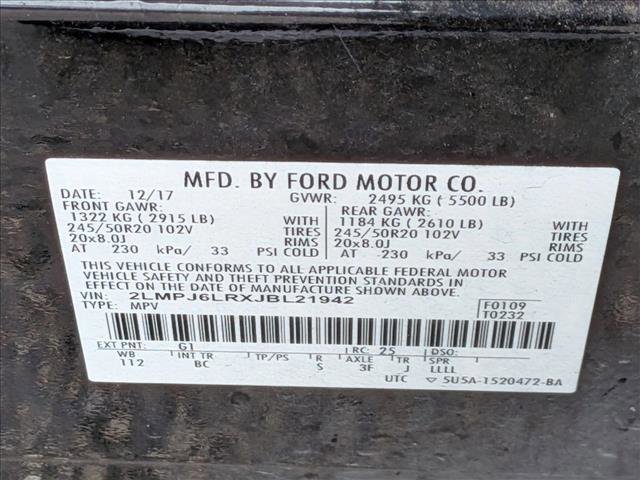 MFD. BY FORD MOTOR CO.
DATE: 12/17 GVWR: 2495 KG ( 5500 LB)
FRONT GAWR: REAR GAWR:
1322 KG ( 2915 LB) WITH 1184 KG ( 2610 LB) WITH
245/50R20 102V TIRES 245/50R20 102V TIRES
20x8.0J RIMS 20x8.0J RIMS
AT 230 kPa/ 33 PSI COLD AT 230 kPa/ 33 PSI COLD
THIS VEHICLE CONFORMS TO ALL APPLICABLE FEDERAL MOTOR
VEHICLE SAFETY AND THEFT PREVENTION STANDARDS IN
EFFECT ON THE DATE OF MANUFACTURE SHOWN ABOVE.
VIN: 2LMPJ6LRXJBL21942 F0109
TYPE: MPV T0232
EXT PNT: G1 RC: 25 DSO:
WB INT TR TP/PS R AXLE TR SPR
112 BC S 3F J LLLL
UTC 5U5A-1520472-BA